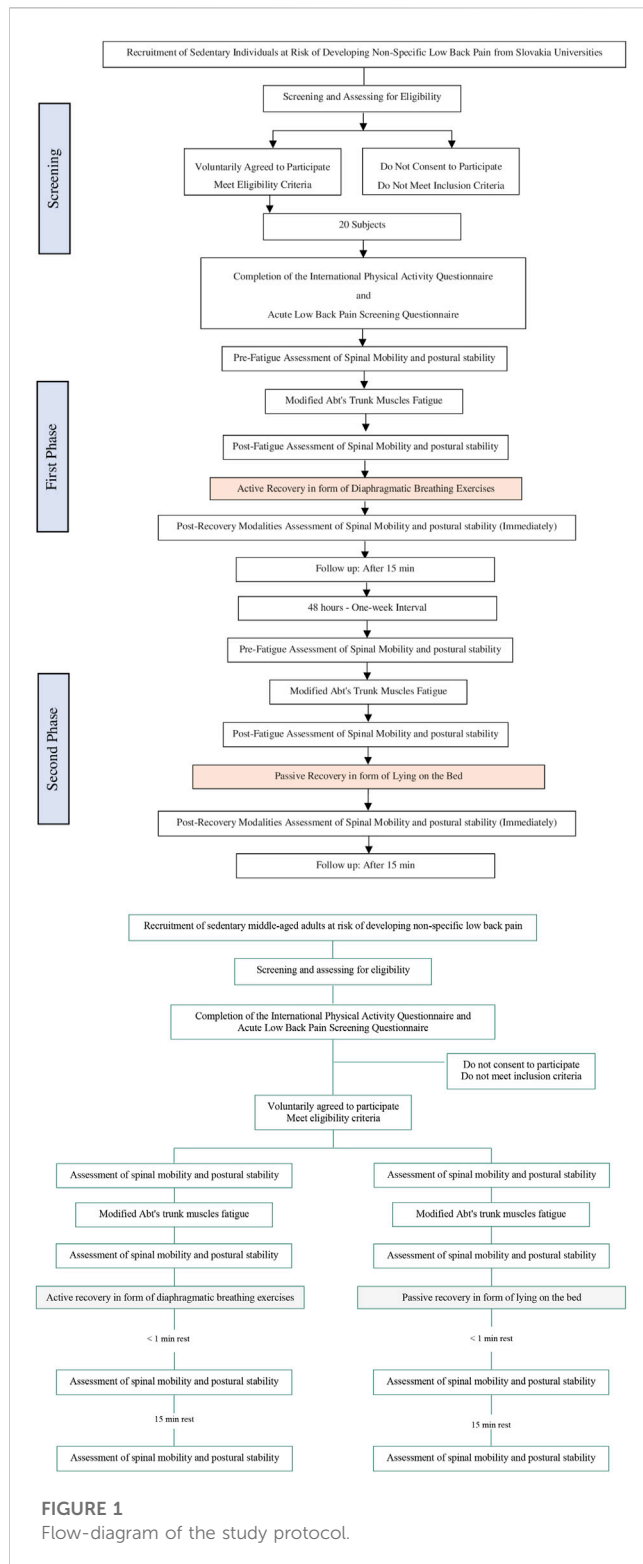 Recruitment of Sedentary Individuals at Risk of Developing Non-Specific Low Back Pain from Slovakia Universities
Screening
Screening and Assessing for Eligibility
Voluntarily Agreed to Participate
Meet Eligibility Criteria
Do Not Consent to Participate
Do Not Meet Inclusion Criteria
20 Subjects
Completion of the International Physical Activity Questionnaire
and
Acute Low Back Pain Screening Questionnaire
Pre-Fatigue Assessment of Spinal Mobility and postural stability
First Phase
Modified Abt's Trunk Muscles Fatigue
Post-Fatigue Assessment of Spinal Mobility and postural stability
Active Recovery in form of Diaphragmatic Breathing Exercises
Post-Recovery Modalities Assessment of Spinal Mobility and postural stability (Immediately)
Follow up: After 15 min
48 hours - One-week Interval
Pre-Fatigue Assessment of Spinal Mobility and postural stability
Second Phase
Modified Abt's Trunk Muscles Fatigue
Post-Fatigue Assessment of Spinal Mobility and postural stability
Passive Recovery in form of Lying on the Bed
Post-Recovery Modalities Assessment of Spinal Mobility and postural stability (Immediately)
Follow up: After 15 min
Recruitment of sedentary middle-aged adults at risk of developing non-specific low back pain
Screening and assessing for eligibility
Completion of the International Physical Activity Questionnaire and
Acute Low Back Pain Screening Questionnaire
Do not consent to participate
Do not meet inclusion criteria
Voluntarily agreed to participate
Meet eligibility criteria
Assessment of spinal mobility and postural stability
Modified Abt's trunk muscles fatigue
Assessment of spinal mobility and postural stability
Active recovery in form of diaphragmatic breathing exercises
< 1 min rest
Assessment of spinal mobility and postural stability
15 min rest
Assessment of spinal mobility and postural stability
Assessment of spinal mobility and postural stability
Modified Abt's trunk muscles fatigue
Assessment of spinal mobility and postural stability
Passive recovery in form of lying on the bed
< 1 min rest
Assessment of spinal mobility and postural stability
15 min rest
Assessment of spinal mobility and postural stability
FIGURE 1
Flow-diagram of the study protocol.